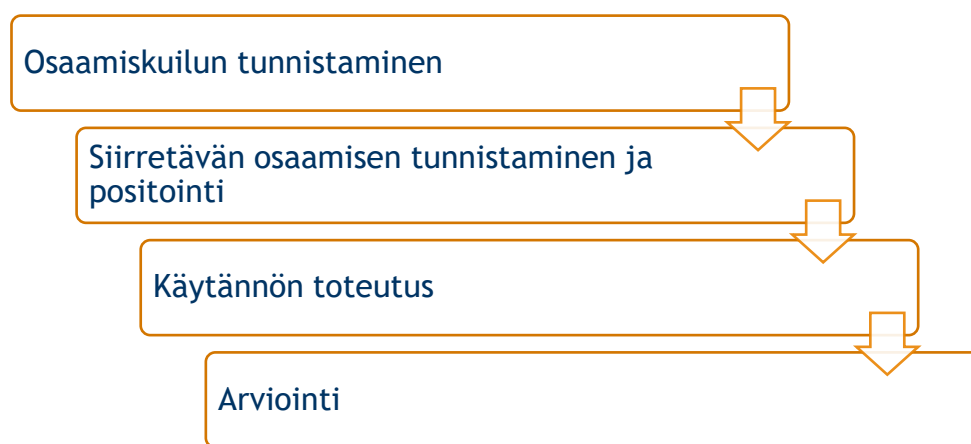 Osaamiskuilun tunnistaminen
Siirretävän osaamisen tunnistaminen ja
positointi
Käytännön toteutus
Arviointi